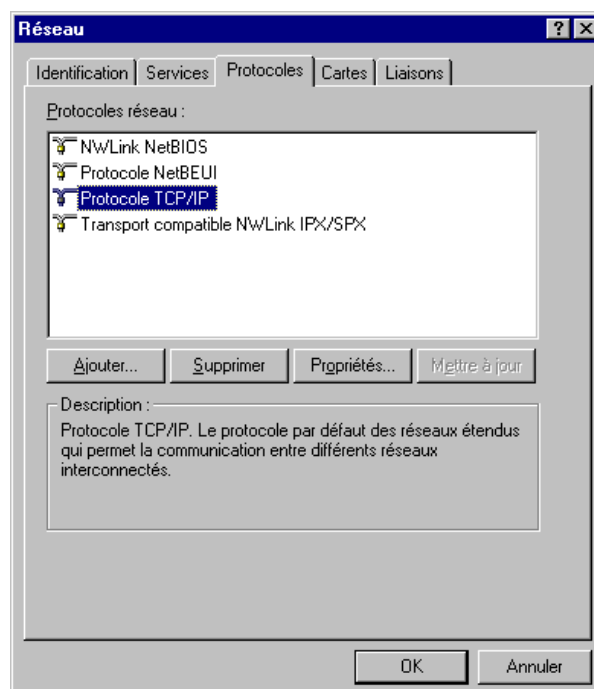 Réseau
Identification Services Protocoles Cartes Liaisons
Protocoles réseau :
NWLink NetBIOS
Protocole NetBEUI
Protocole TCP/IP
Transport compatible NWLink IPX/SPX
Ajouter... Supprimer Propriétés... Mettre à jour
Description :
Protocole TCP/IP. Le protocole par défaut des réseaux étendus
qui permet la communication entre différents réseaux
interconnectés.
OK Annuler